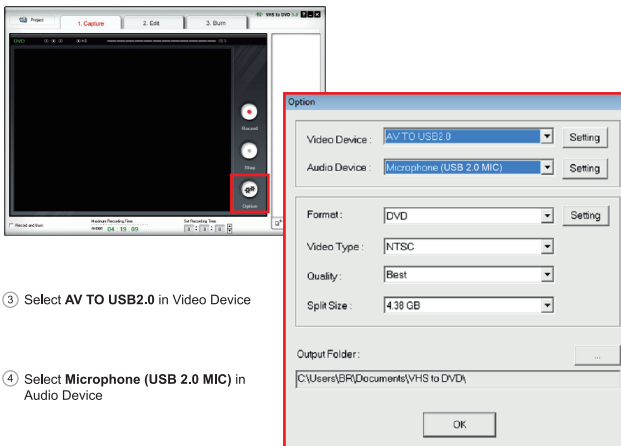 Project
1. Capture
2. Edit
3. Burn
VHS to DVD 3.0
DVD
Record
Stop
Option
Record and Burn
Maximum Recording Time
04 : 19 : 09
Set Recording Time
Option
Video Device :
AV TO USB2.0
Setting
Audio Device :
Microphone (USB 2.0 MIC)
Setting
Format :
DVD
Setting
Video Type :
NTSC
Quality :
Best
Split Size :
4.38 GB
Output Folder :
...
C:\Users\BR\Documents\VHS to DVD\
OK
3 Select AV TO USB2.0 in Video Device
4 Select Microphone (USB 2.0 MIC) in
Audio Device